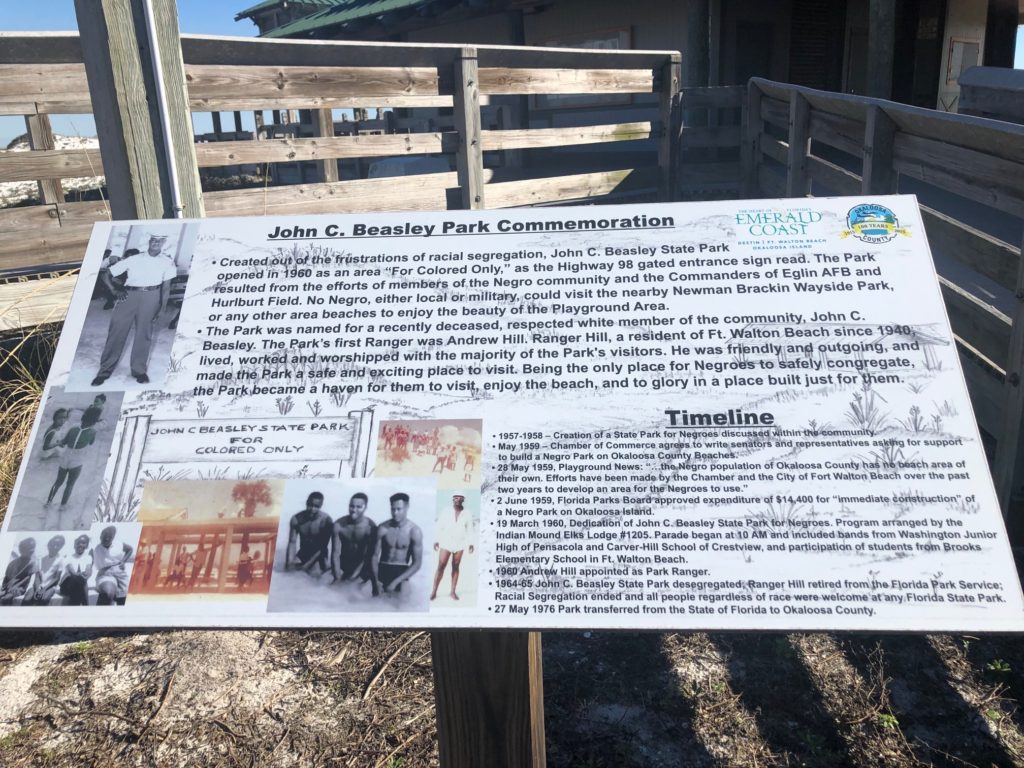 John C. Beasley Park Commemoration
THE HEART OF FLORIDA'S
EMERALD
COAST
DESTIN | FT. WALTON BEACH
OKALOOSA ISLAND
OKALOOSA
100 YEARS
COUNTY
• Created out of the frustrations of racial segregation, John C. Beasley State Park
opened in 1960 as an area “For Colored Only,” as the Highway 98 gated entrance sign read. The Park
resulted from the efforts of members of the Negro community and the Commanders of Eglin AFB and
Hurlburt Field. No Negro, either local or military, could visit the nearby Newman Brackin Wayside Park,
or any other area beaches to enjoy the beauty of the Playground Area.
• The Park was named for a recently deceased, respected white member of the community, John C.
Beasley. The Park's first Ranger was Andrew Hill. Ranger Hill, a resident of Ft. Walton Beach since 1940,
lived, worked and worshipped with the majority of the Park's visitors. He was friendly and outgoing, and
made the Park a safe and exciting place to visit. Being the only place for Negroes to safely congregate,
the Park became a haven for them to visit, enjoy the beach, and to glory in a place built just for them.
JOHN C BEASLEY STATE PARK
FOR
COLORED ONLY
Timeline
• 1957-1958 – Creation of a State Park for Negroes discussed within the community.
• May 1959 – Chamber of Commerce agrees to write senators and representatives asking for support
to build a Negro Park on Okaloosa County Beaches.
• 28 May 1959, Playground News: “…the Negro population of Okaloosa County has no beach area of
their own. Efforts have been made by the Chamber and the City of Fort Walton Beach over the past
two years to develop an area for the Negroes to use.”
• 2 June 1959, Florida Parks Board approved expenditure of $14,400 for “immediate construction” of
a Negro Park on Okaloosa Island.
• 19 March 1960, Dedication of John C. Beasley State Park for Negroes. Program arranged by the
Indian Mound Elks Lodge #1205. Parade began at 10 AM and included bands from Washington Junior
High of Pensacola and Carver-Hill School of Crestview, and participation of students from Brooks
Elementary School in Ft. Walton Beach.
• 1960 Andrew Hill appointed as Park Ranger.
• 1964-65 John C. Beasley State Park desegregated; Ranger Hill retired from the Florida Park Service;
Racial Segregation ended and all people regardless of race were welcome at any Florida State Park.
• 27 May 1976 Park transferred from the State of Florida to Okaloosa County.